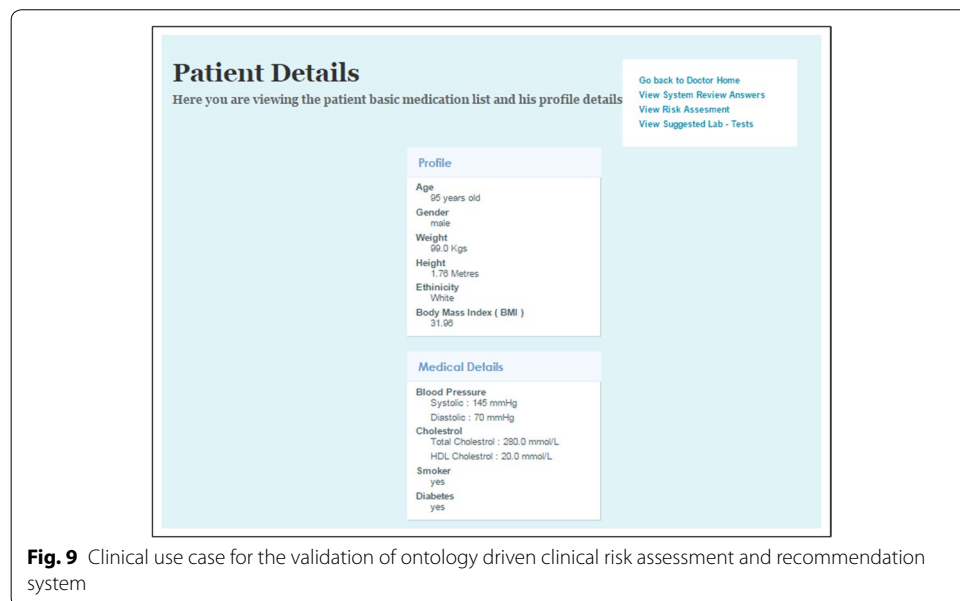 Patient Details
Here you are viewing the patient basic medication list and his profile details
Go back to Doctor Home
View System Review Answers
View Risk Assesment
View Suggested Lab - Tests
Profile
Age
95 years old
Gender
male
Weight
99.0 Kgs
Height
1.76 Metres
Ethinicity
White
Body Mass Index ( BMI )
31.96
Medical Details
Blood Pressure
Systolic : 145 mmHg
Diastolic : 70 mmHg
Cholestrol
Total Cholestrol : 280.0 mmol/L
HDL Cholestrol : 20.0 mmol/L
Smoker
yes
Diabetes
yes
Fig. 9 Clinical use case for the validation of ontology driven clinical risk assessment and recommendation
system